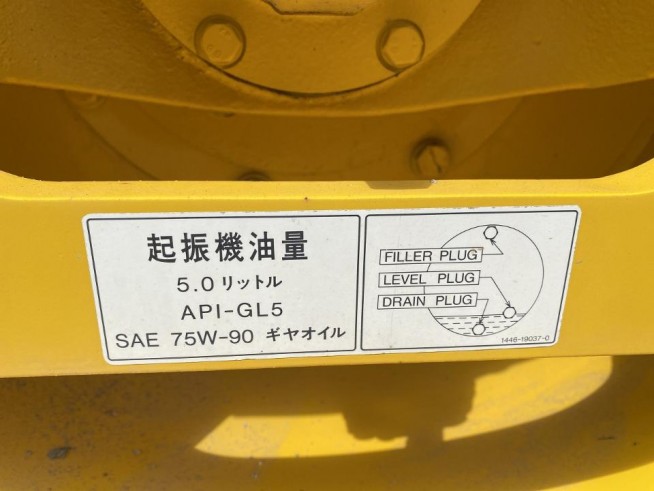 起振機油量
5.0 リットル
API-GL5
SAE 75W-90 ギヤオイル
FILLER PLUG
LEVEL PLUG
DRAIN PLUG
1446-19037-0